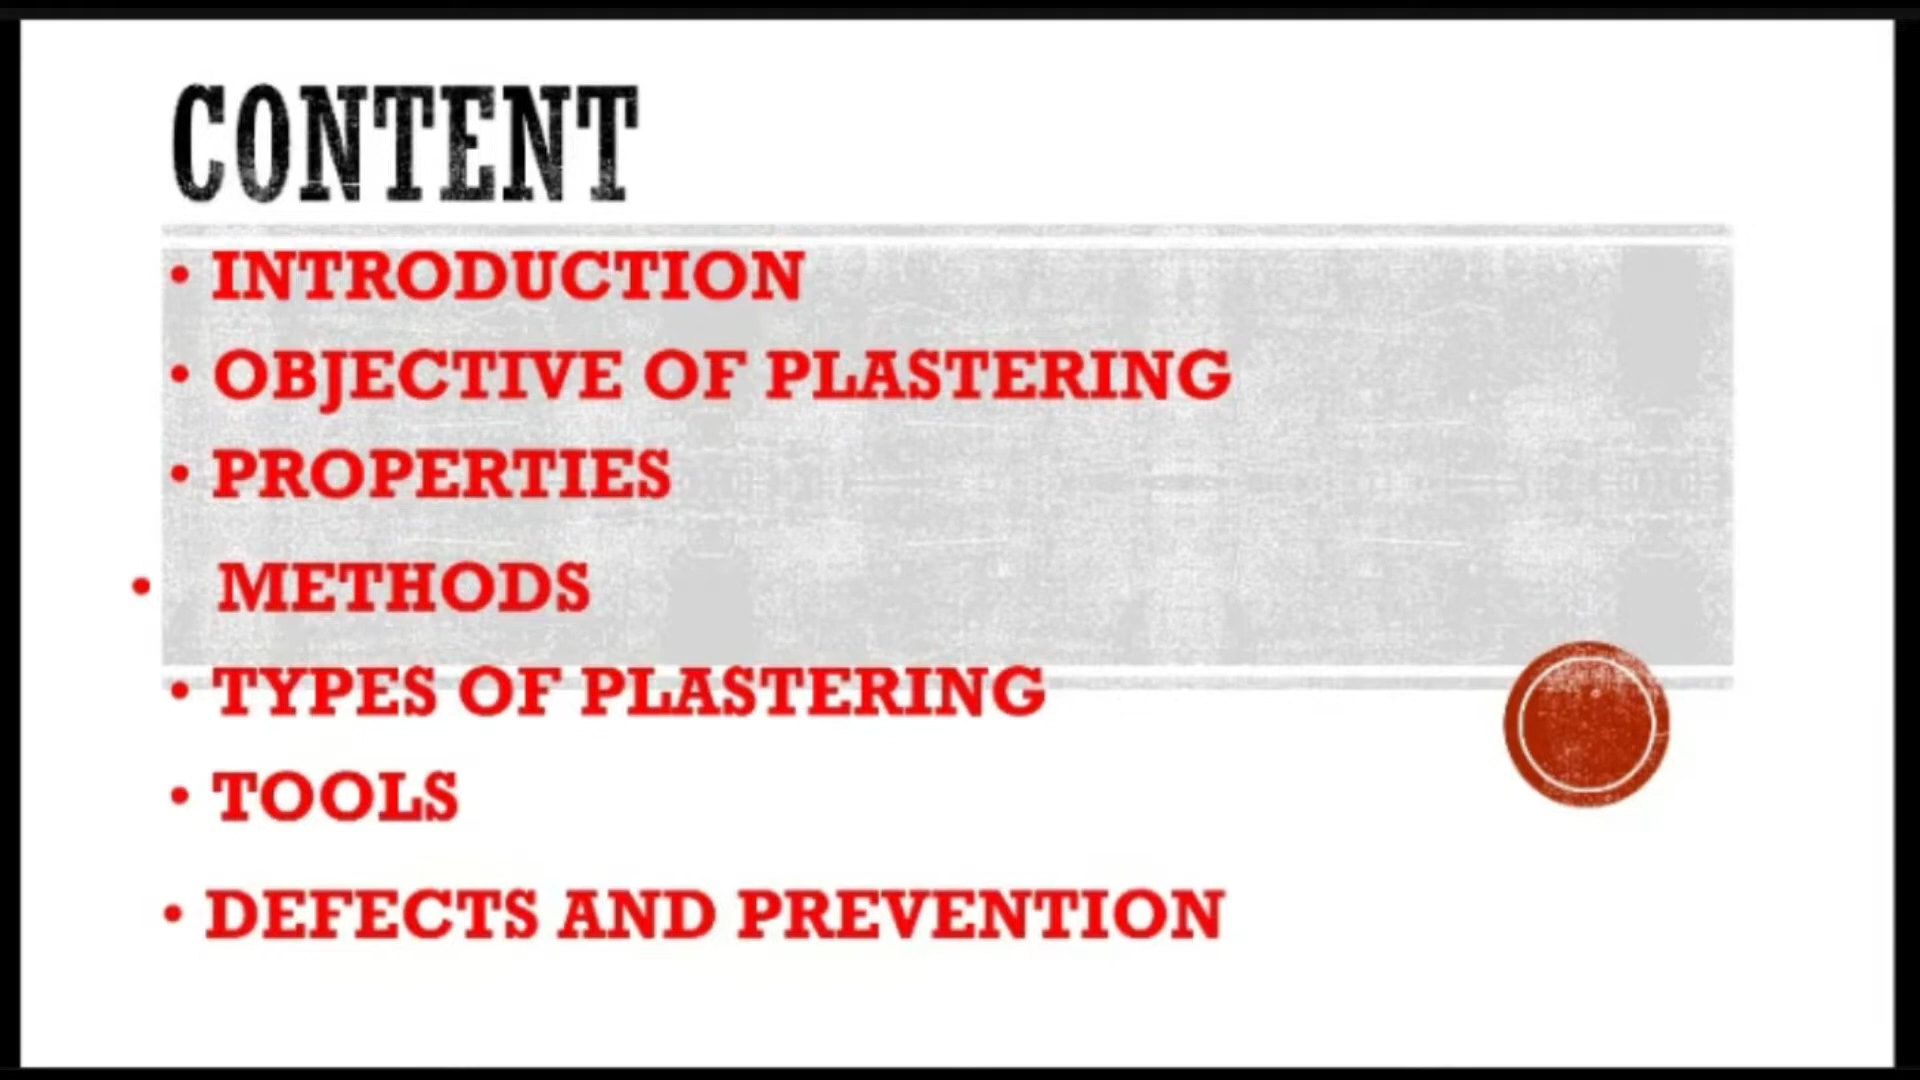 CONTENT
• INTRODUCTION
• OBJECTIVE OF PLASTERING
• PROPERTIES
• METHODS
• TYPES OF PLASTERING
• TOOLS
• DEFECTS AND PREVENTION